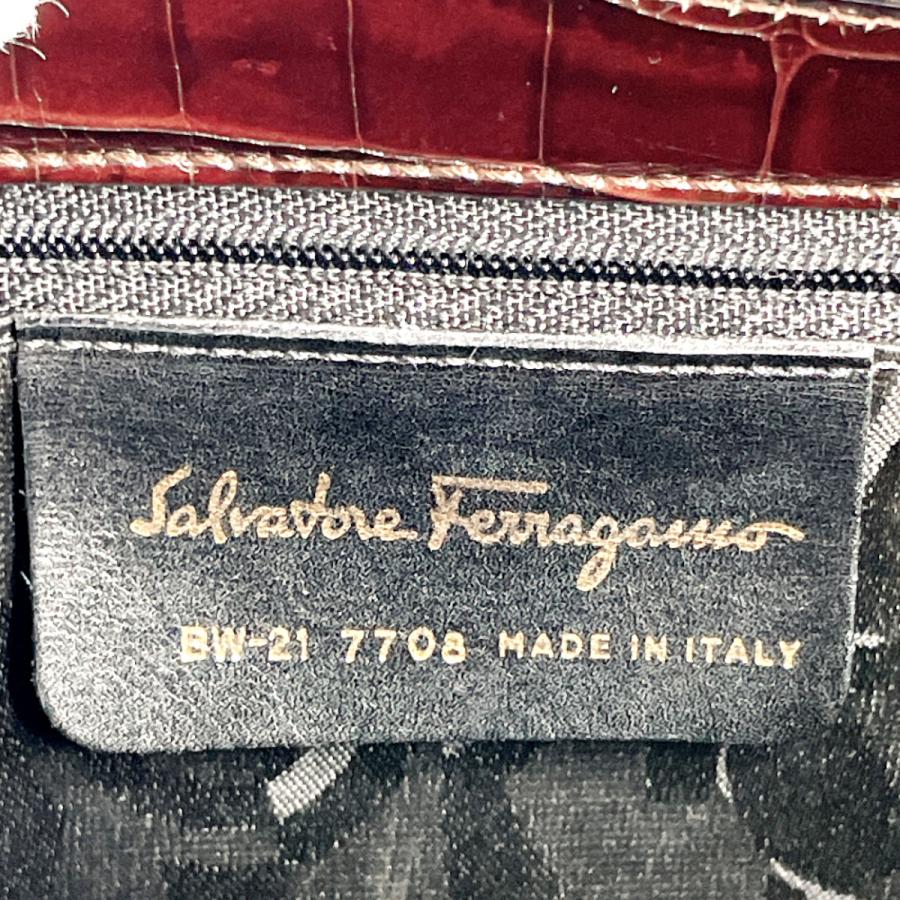 Salvatore Ferragamo
BW-21 7708 MADE IN ITALY